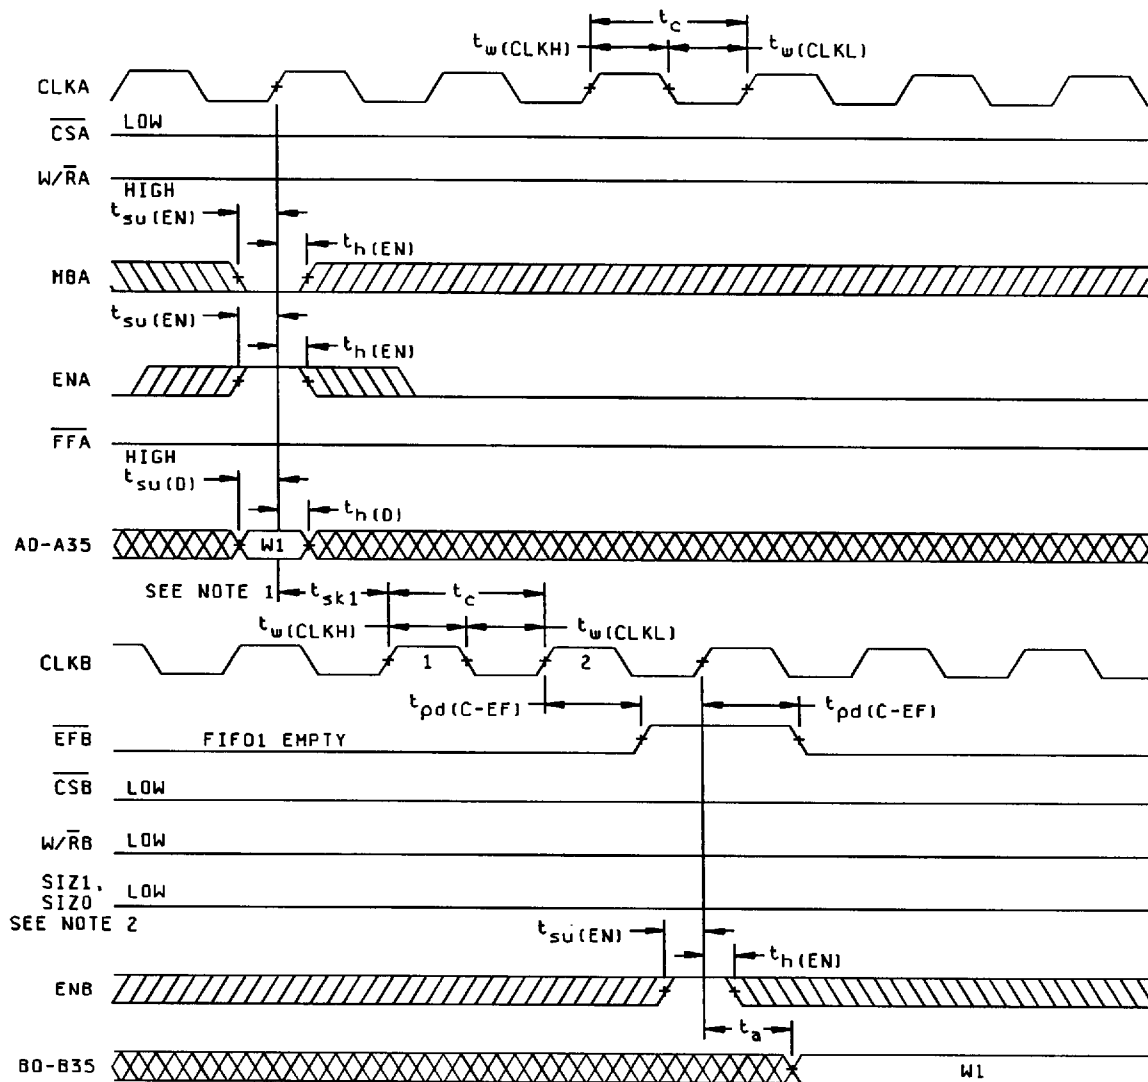 t_c
t_w(CLKH) t_w(CLKL)
CLKA
CSA LOW
W/RA
HIGH
t_su(EN)
t_h(EN)
MBA
t_su(EN)
t_h(EN)
ENA
FFA
HIGH
t_su(D)
t_h(D)
A0-A35 W1
SEE NOTE 1 t_sk1 t_c
t_w(CLKH) t_w(CLKL)
CLKB 1 2
t_pd(C-EF) t_pd(C-EF)
EFB FIFO1 EMPTY
CSB LOW
W/RB LOW
SIZ1, LOW
SIZ0
SEE NOTE 2
t_su(EN)
t_h(EN)
ENB
t_a
B0-B35 W1